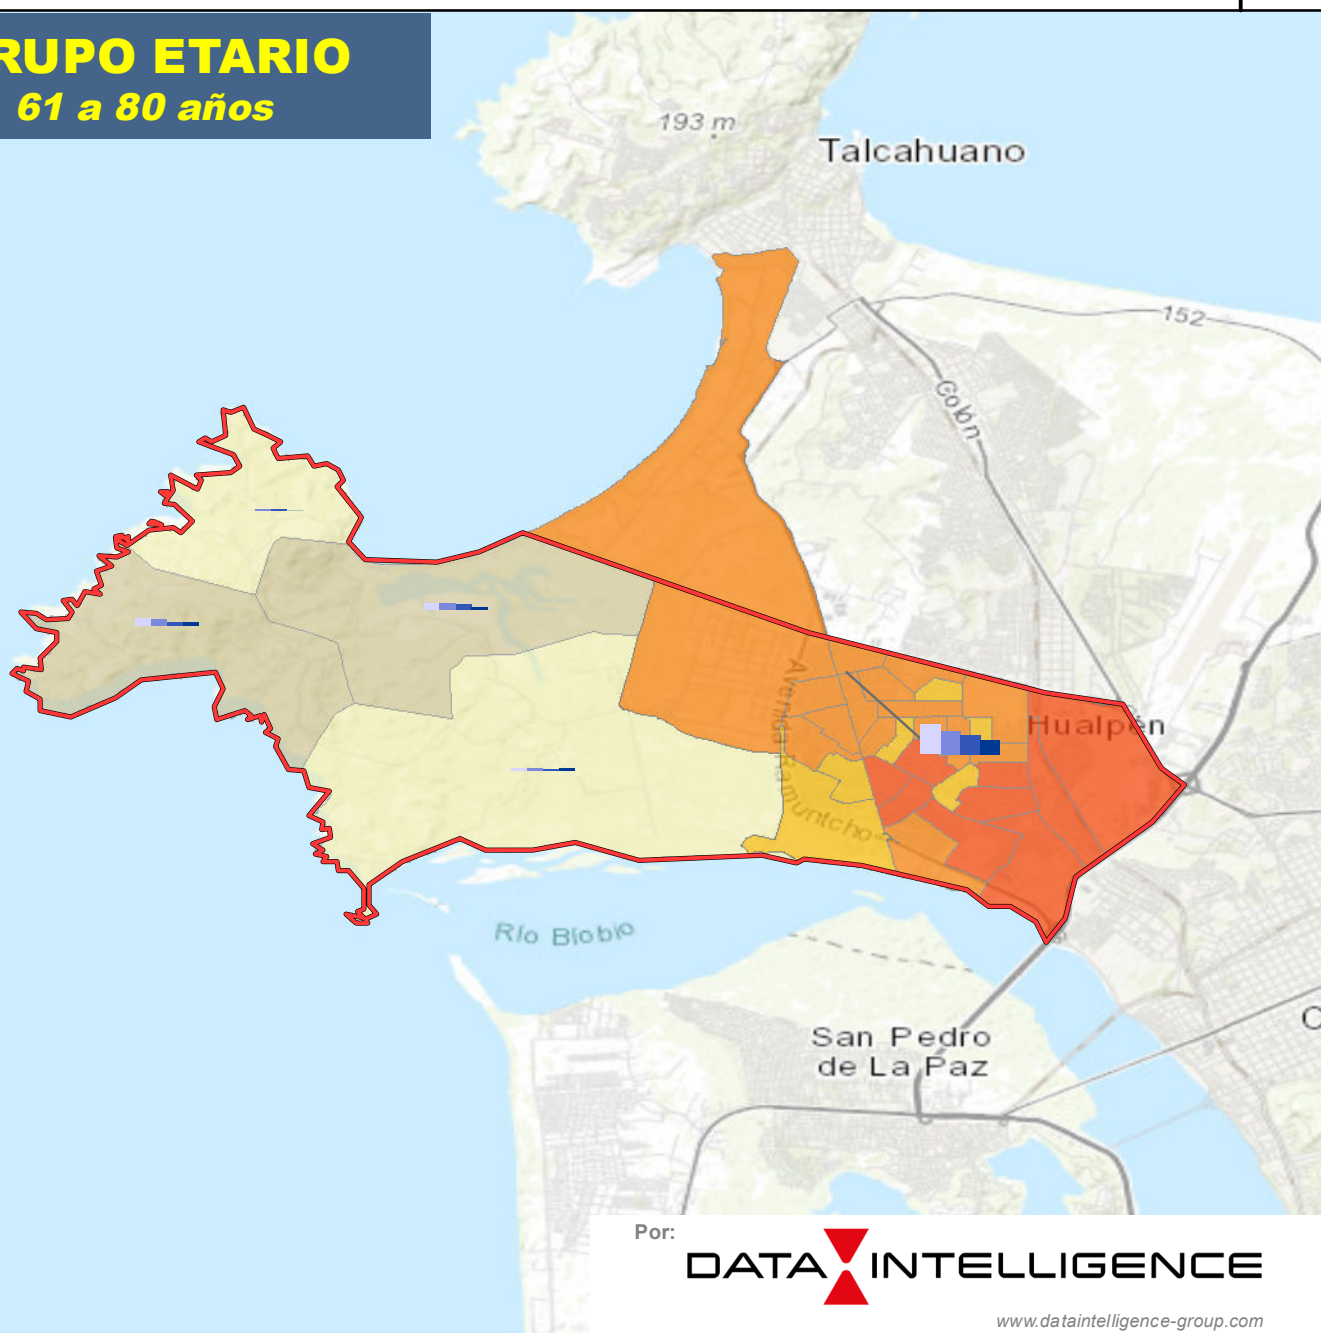 RUPO ETARIO
61 a 80 años
193 m
Talcahuano
152
Colón
Hualpén
Avenida Ramuntcho
Río Bíobío
San Pedro
de La Paz
C
Por:
DATA INTELLIGENCE
www.dataintelligence-group.com